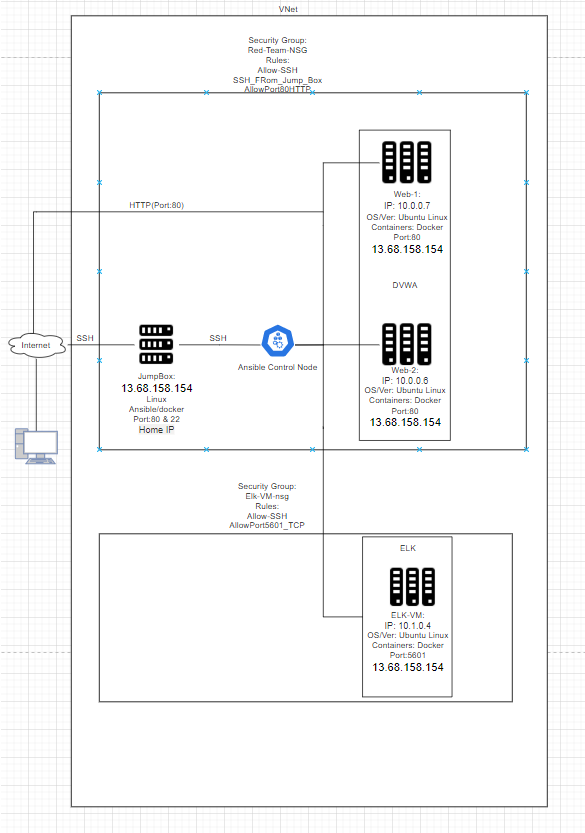 VNet
Security Group:
Red-Team-NSG
Rules:
Allow-SSH
SSH_FRom_Jump_Box
AllowPort80HTTP
HTTP(Port:80)
Web-1:
IP: 10.0.0.7
OS/Ver: Ubuntu Linux
Containers: Docker
Port:80
13.68.158.154
DVWA
Internet
SSH
SSH
Ansible Control Node
JumpBox:
13.68.158.154
Linux
Ansible/docker
Port:80 & 22
Home IP
Web-2:
IP: 10.0.0.6
OS/Ver: Ubuntu Linux
Containers: Docker
Port:80
13.68.158.154
Security Group:
Elk-VM-nsg
Rules:
Allow-SSH
AllowPort5601_TCP
ELK
ELK-VM:
IP: 10.1.0.4
OS/Ver: Ubuntu Linux
Containers: Docker
Port:5601
13.68.158.154